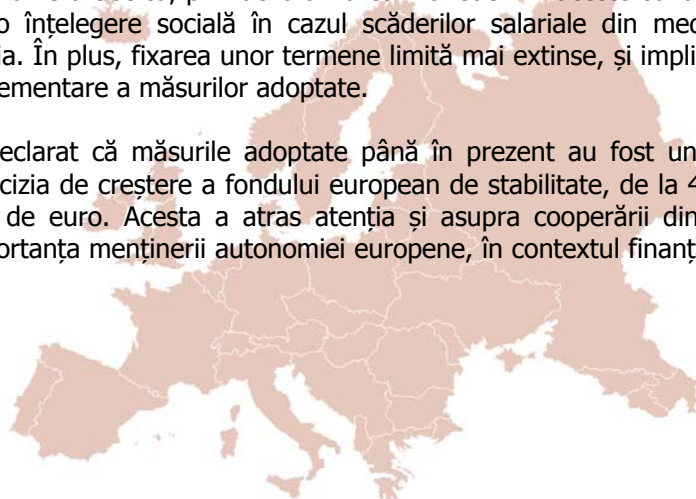 o înțelegere socială în cazul scăderilor salariale din med
ia. În plus, fixarea unor termene limită mai extinse, și impli
ementare a măsurilor adoptate.
eclarat că măsurile adoptate până în prezent au fost un
cizia de creștere a fondului european de stabilitate, de la 4
de euro. Acesta a atras atenția și asupra cooperării din
ortanța menținerii autonomiei europene, în contextul finanț